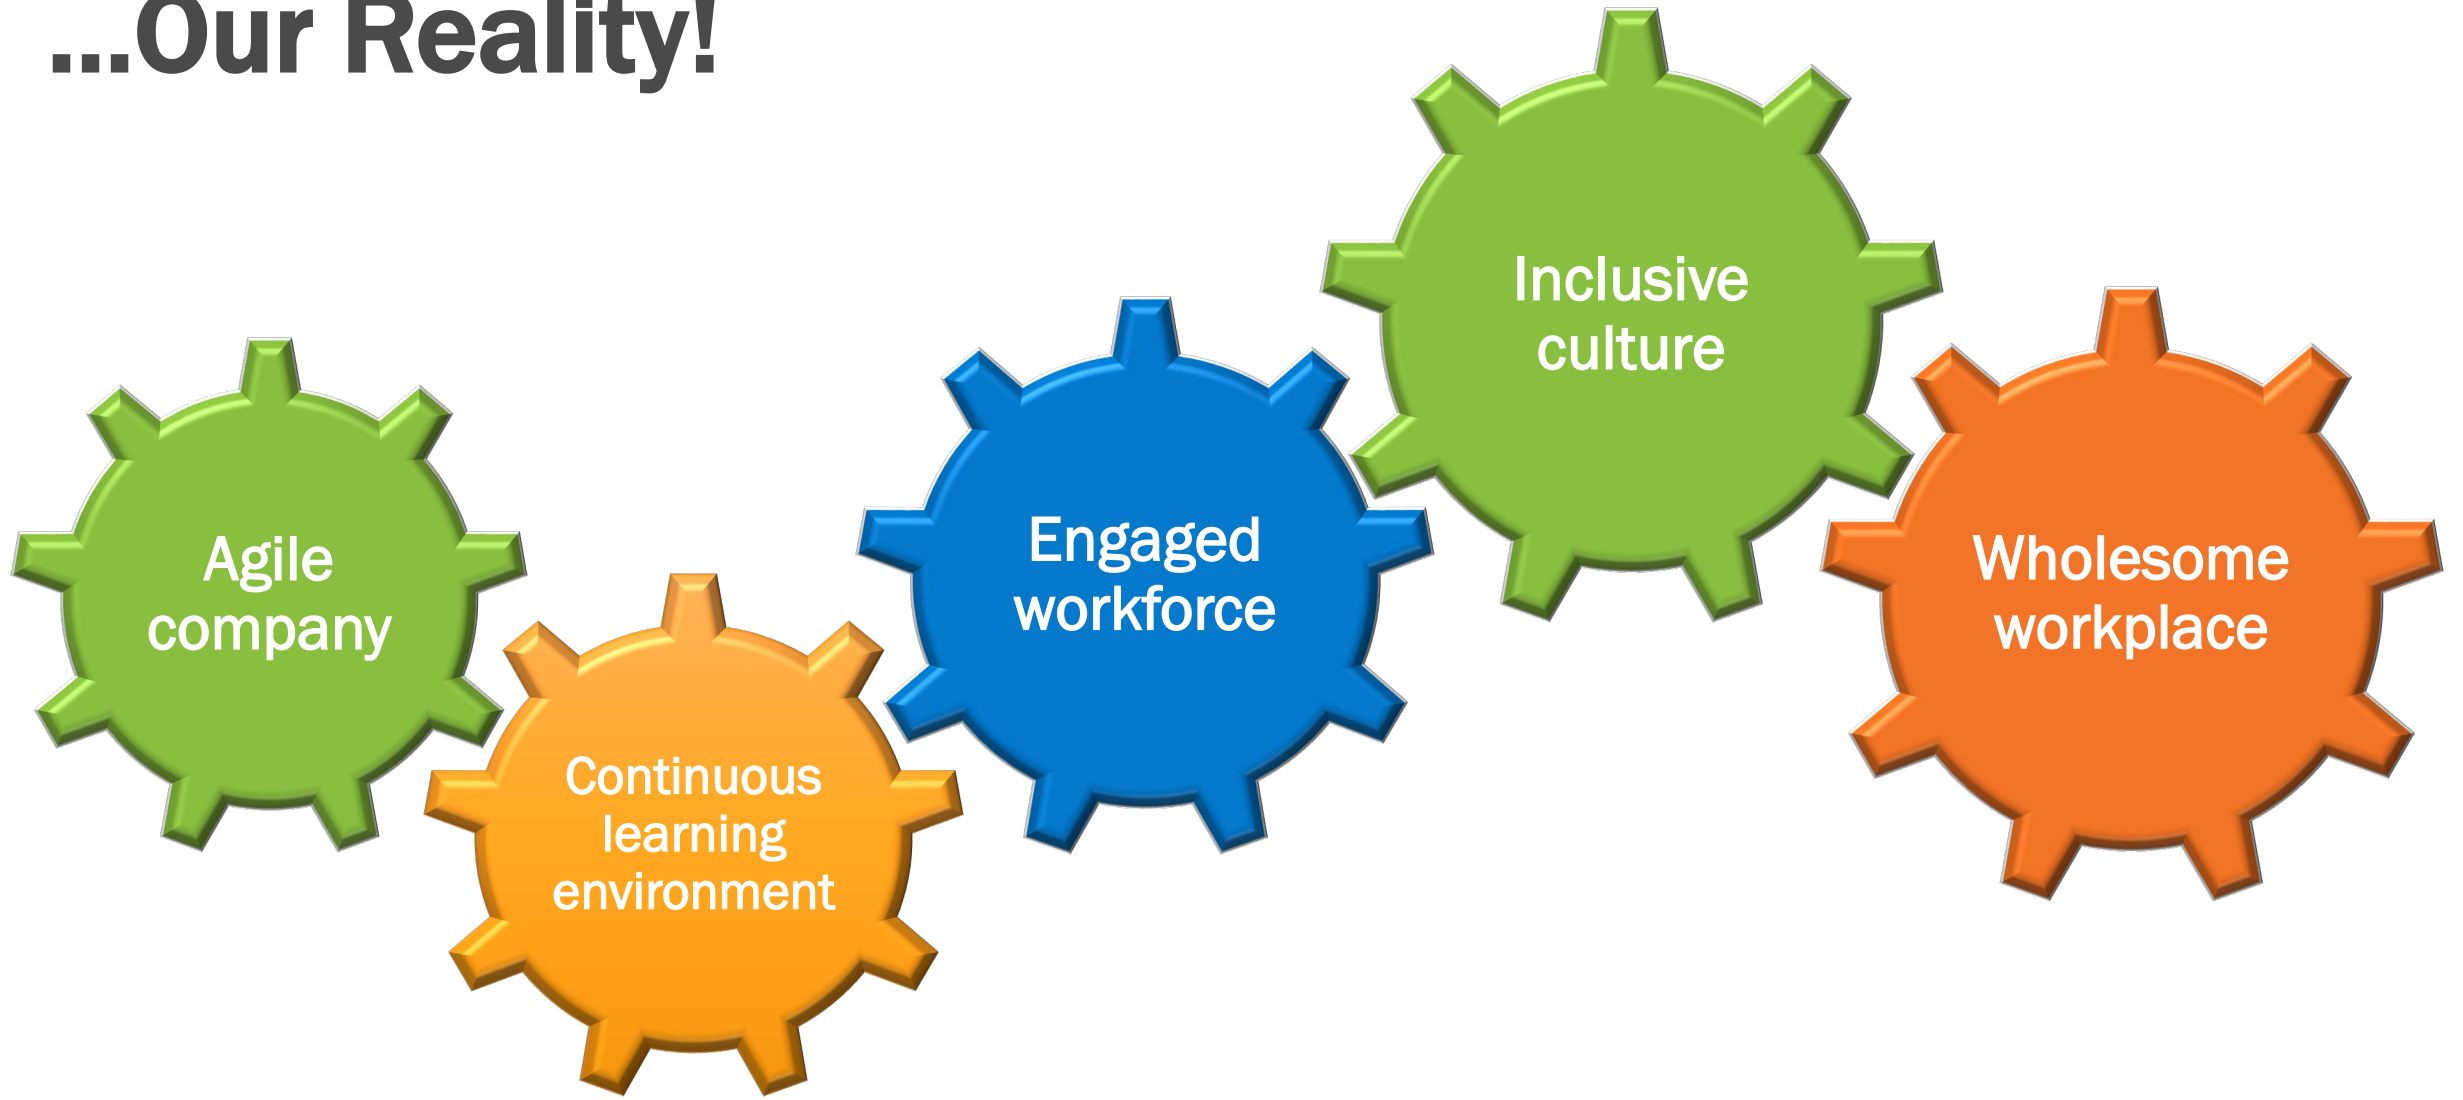 ...Our Reality!
Agile
company
Continuous
learning
environment
Engaged
workforce
Inclusive
culture
Wholesome
workplace